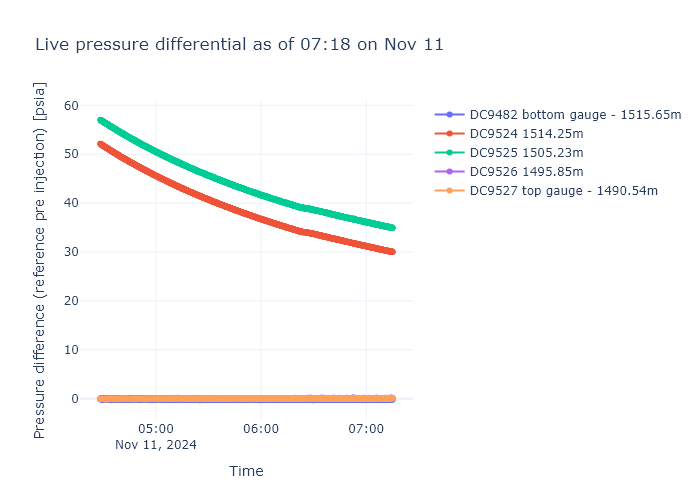 Live pressure differential as of 07:18 on Nov 11
Pressure difference (reference pre injection) [psia]
60
50
40
30
20
10
0
05:00
Nov 11, 2024
06:00
07:00
Time
DC9482 bottom gauge - 1515.65m
DC9524 1514.25m
DC9525 1505.23m
DC9526 1495.85m
DC9527 top gauge - 1490.54m